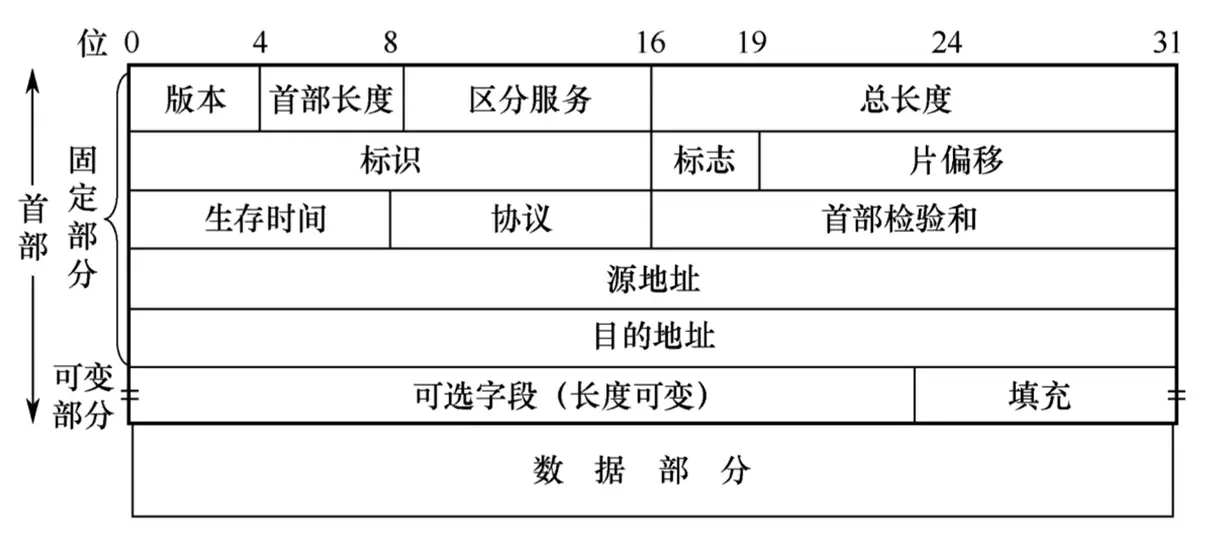 位 0 4 8 16 19 24 31
版本 首部长度 区分服务 总长度
标识 标志 片偏移
生存时间 协议 首部检验和
源地址
目的地址
可选字段（长度可变） 填充
数据部分
首部
固定部分
可变
部分